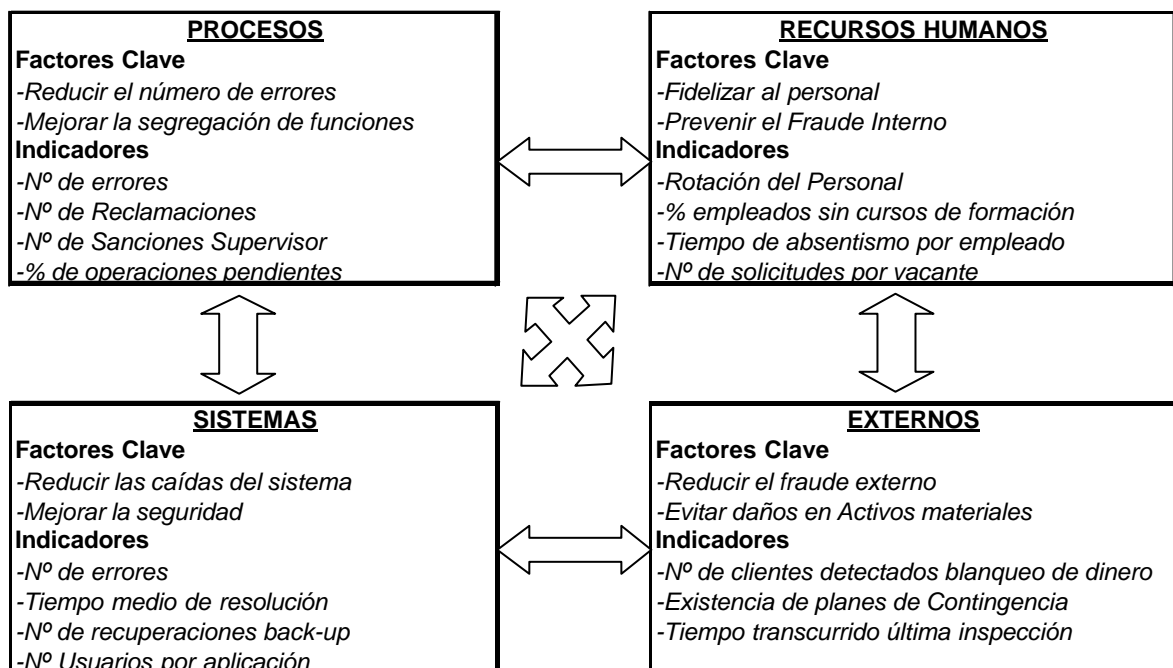 PROCESOS
Factores Clave
-Reducir el número de errores
-Mejorar la segregación de funciones
Indicadores
-Nº de errores
-Nº de Reclamaciones
-Nº de Sanciones Supervisor
-% de operaciones pendientes
RECURSOS HUMANOS
Factores Clave
-Fidelizar al personal
-Prevenir el Fraude Interno
Indicadores
-Rotación del Personal
-% empleados sin cursos de formación
-Tiempo de absentismo por empleado
-Nº de solicitudes por vacante
SISTEMAS
Factores Clave
-Reducir las caídas del sistema
-Mejorar la seguridad
Indicadores
-Nº de errores
-Tiempo medio de resolución
-Nº de recuperaciones back-up
-Nº Usuarios por aplicación
EXTERNOS
Factores Clave
-Reducir el fraude externo
-Evitar daños en Activos materiales
Indicadores
-Nº de clientes detectados blanqueo de dinero
-Existencia de planes de Contingencia
-Tiempo transcurrido última inspección